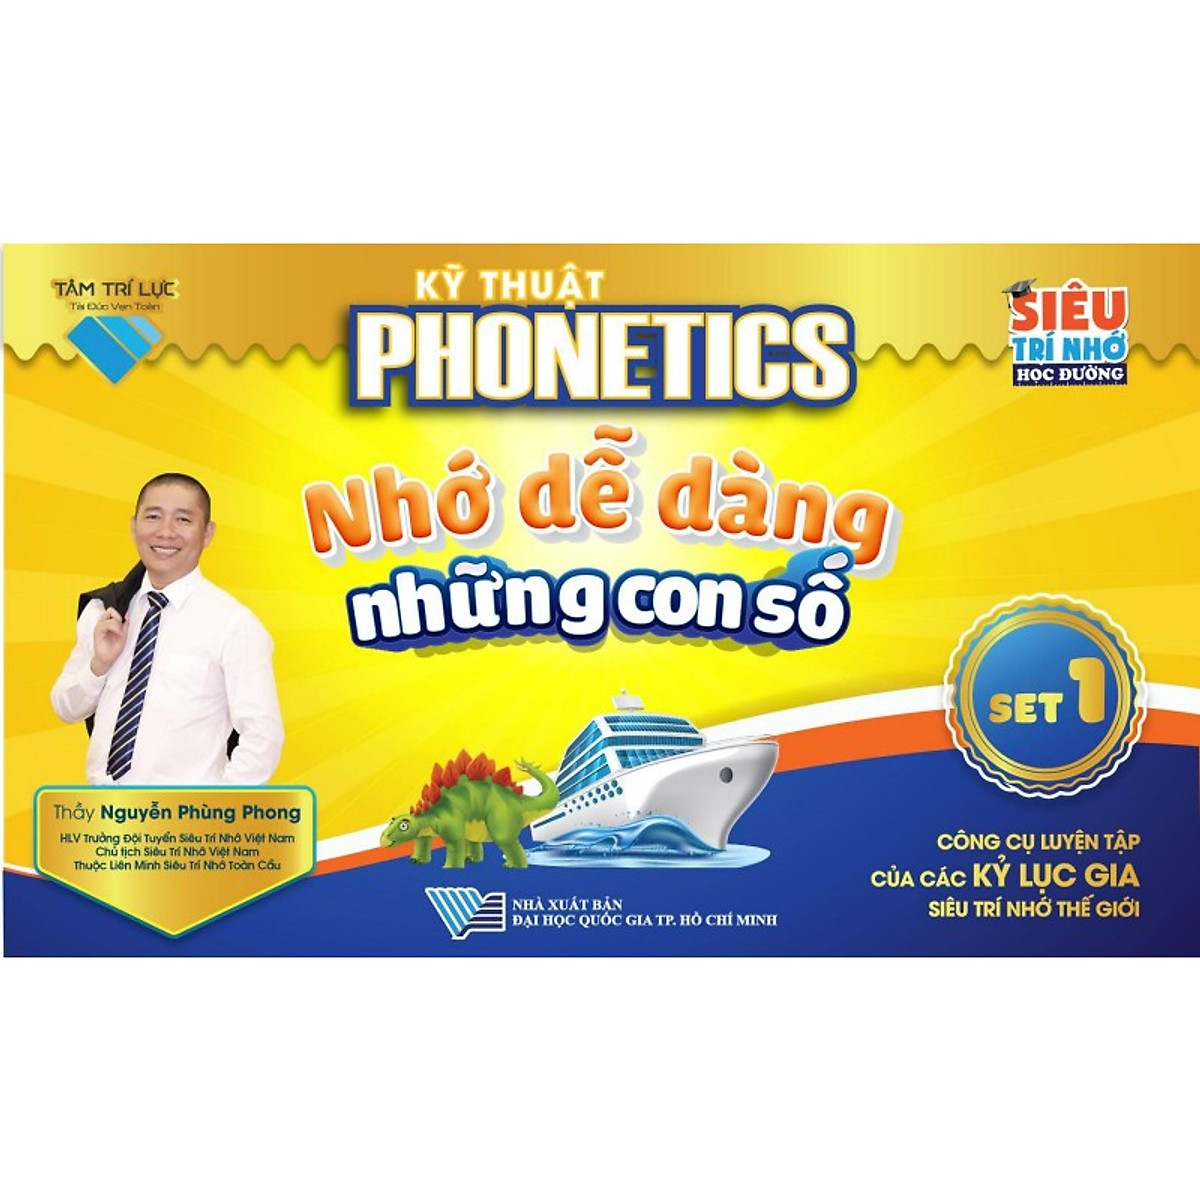 TÂM TRÍ LỰC
Tài Đức Vẹn Toàn
KỸ THUẬT
PHONETICS
SIÊU
TRÍ NHỚ
HỌC ĐƯỜNG
Nhớ dễ dàng
những con số
SET 1
Thầy Nguyễn Phùng Phong
HLV Trưởng Đội Tuyển Siêu Trí Nhớ Việt Nam
Chủ tịch Siêu Trí Nhớ Việt Nam
Thuộc Liên Minh Siêu Trí Nhớ Toàn Cầu
CÔNG CỤ LUYỆN TẬP
CỦA CÁC KỶ LỤC GIA
SIÊU TRÍ NHỚ THẾ GIỚI
NHÀ XUẤT BẢN
ĐẠI HỌC QUỐC GIA TP. HỒ CHÍ MINH